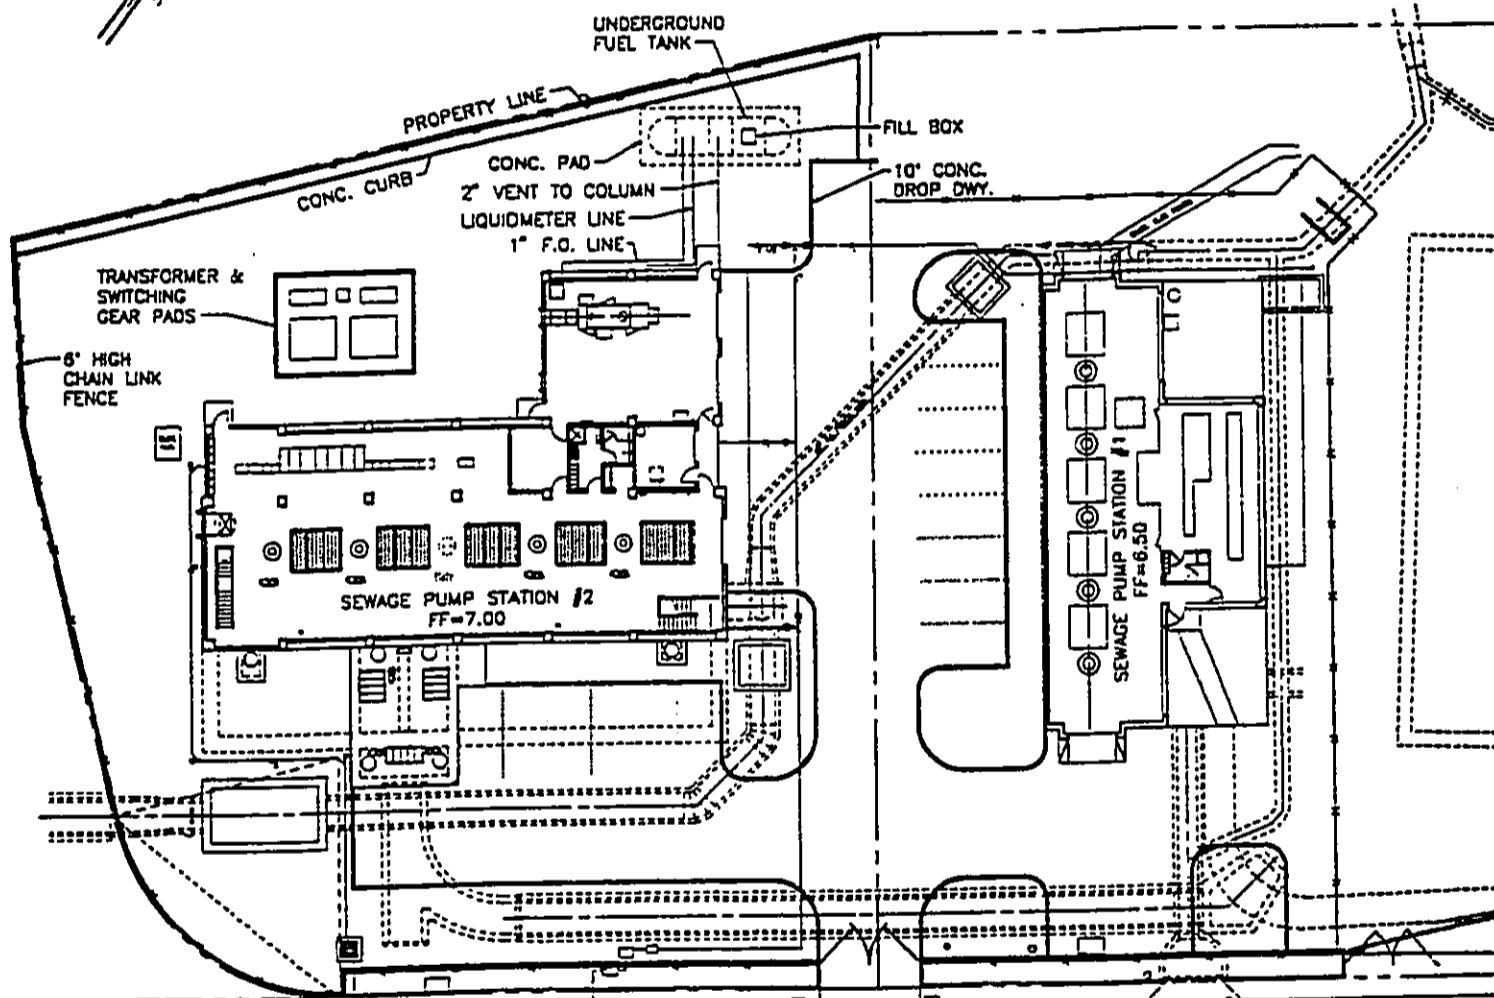 UNDERGROUND
FUEL TANK
PROPERTY LINE
FILL BOX
CONC. PAD
CONC. CURB
10' CONC.
DROP DWY.
2" VENT TO COLUMN
LIQUIDMETER LINE
1" F.O. LINE
TRANSFORMER &
SWITCHING
GEAR PADS
6' HIGH
CHAIN LINK
FENCE
SEWAGE PUMP STATION #2
FF=7.00
SEWAGE PUMP STATION #1
FF=6.50